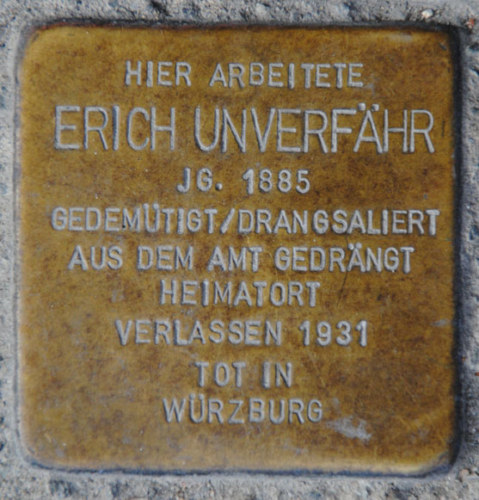 HIER ARBEITETE
ERICH UNVERFÄHR
JG. 1885
GEDEMÜTIGT/DRANGSALIERT
AUS DEM AMT GEDRÄNGT
HEIMATORT
VERLASSEN 1931
TOT IN
WÜRZBURG